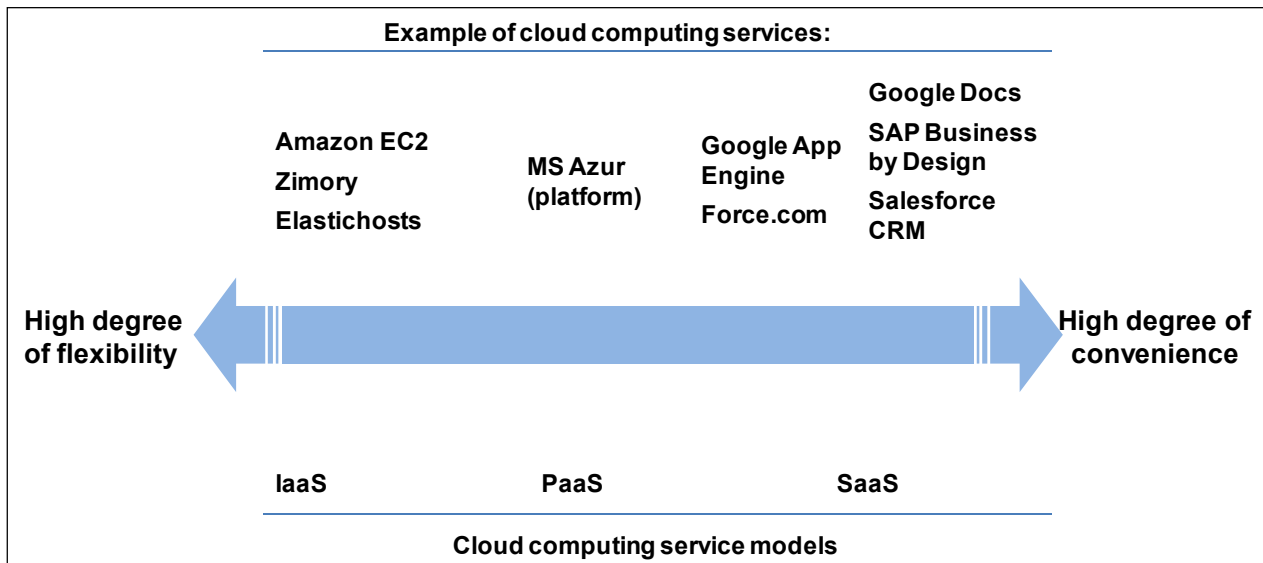 Example of cloud computing services:
Amazon EC2
Zimory
Elastichosts
MS Azur
(platform)
Google App
Engine
Force.com
Google Docs
SAP Business
by Design
Salesforce
CRM
High degree
of flexibility
High degree of
convenience
IaaS
PaaS
SaaS
Cloud computing service models